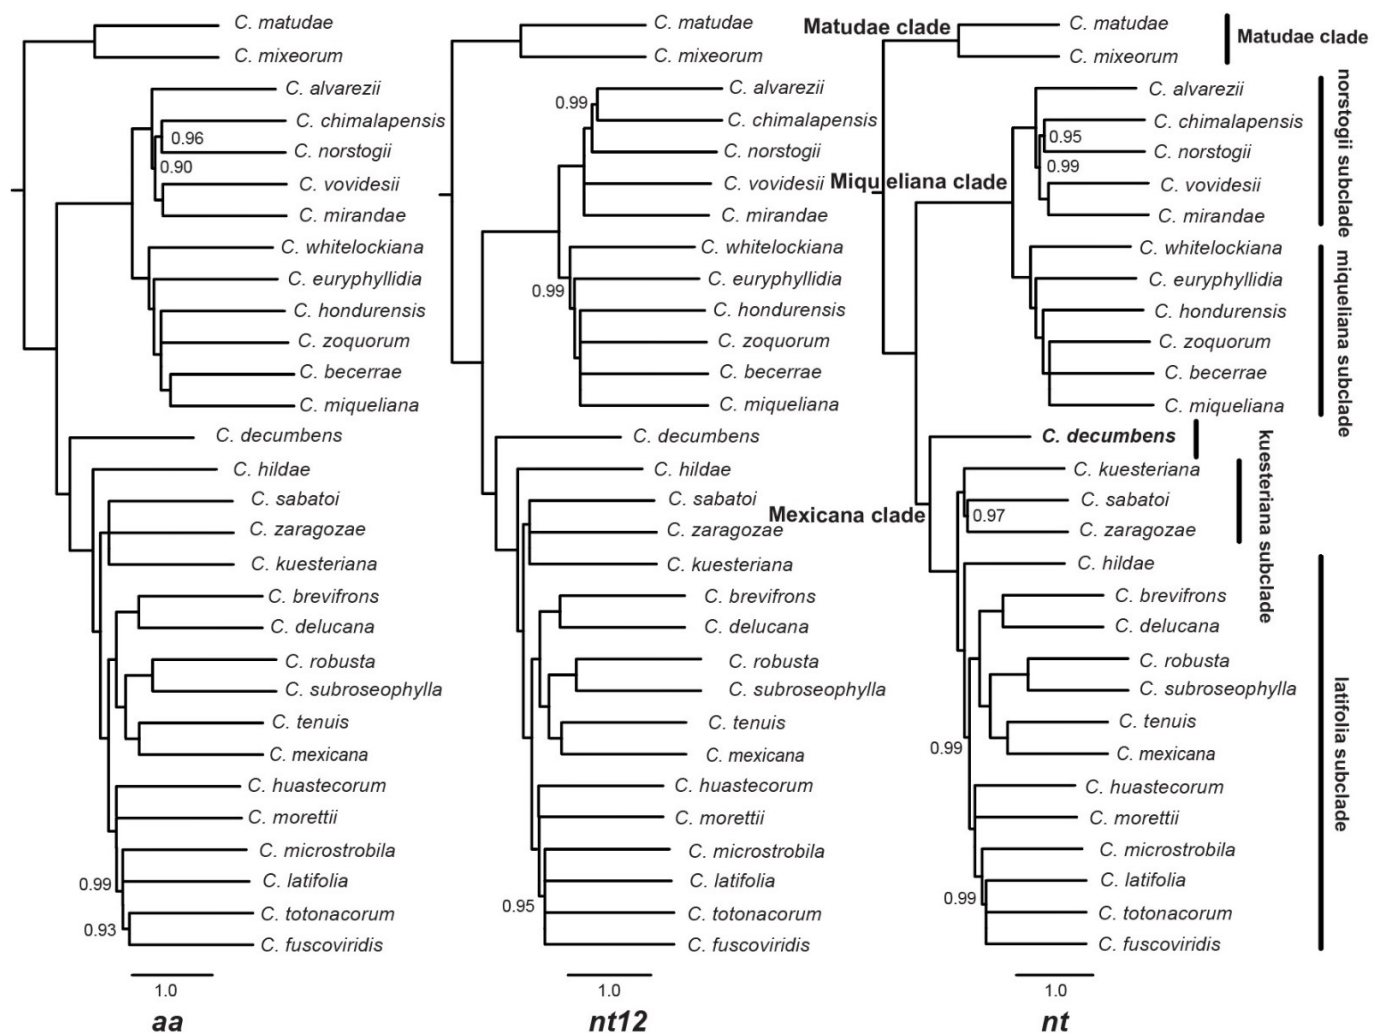 C. matudae
C. mixeorum
C. alvarezii
C. chimalapensis
0.96
C. norstogii
0.90
C. vovidesii
C. mirandae
C. whitelockiana
C. euryphyllidia
C. hondurensis
C. zoquorum
C. becerrae
C. miqueliana
C. decumbens
C. hildae
C. sabatoi
C. zaragozae
C. kuesteriana
C. brevifrons
C. delucana
C. robusta
C. subroseophylla
C. tenuis
C. mexicana
C. huastecorum
C. morettii
C. microstrobila
0.99
C. latifolia
C. totonacorum
0.93
C. fuscoviridis
1.0
aa
C. matudae
C. mixeorum
C. alvarezii
0.99
C. chimalapensis
C. norstogii
C. vovidesii
C. mirandae
C. whitelockiana
C. euryphyllidia
0.99
C. hondurensis
C. zoquorum
C. becerrae
C. miqueliana
C. decumbens
C. hildae
C. sabatoi
C. zaragozae
C. kuesteriana
C. brevifrons
C. delucana
C. robusta
C. subroseophylla
C. tenuis
C. mexicana
C. huastecorum
C. morettii
C. microstrobila
C. latifolia
0.95
C. totonacorum
C. fuscoviridis
1.0
nt12
Matudae clade
C. matudae
C. mixeorum
Matudae clade
C. alvarezii
C. chimalapensis
0.95
C. norstogii
0.99
Miqueliana clade
C. vovidesii
C. mirandae
norstogii subclade
C. whitelockiana
C. euryphyllidia
C. hondurensis
C. zoquorum
C. becerrae
C. miqueliana
miqueliana subclade
C. decumbens
C. kuesteriana
C. sabatoi
0.97
Mexicana clade
C. zaragozae
kuesteriana subclade
C. hildae
C. brevifrons
C. delucana
C. robusta
C. subroseophylla
C. tenuis
0.99
C. mexicana
C. huastecorum
C. morettii
C. microstrobila
C. latifolia
0.99
C. totonacorum
C. fuscoviridis
latifolia subclade
1.0
nt